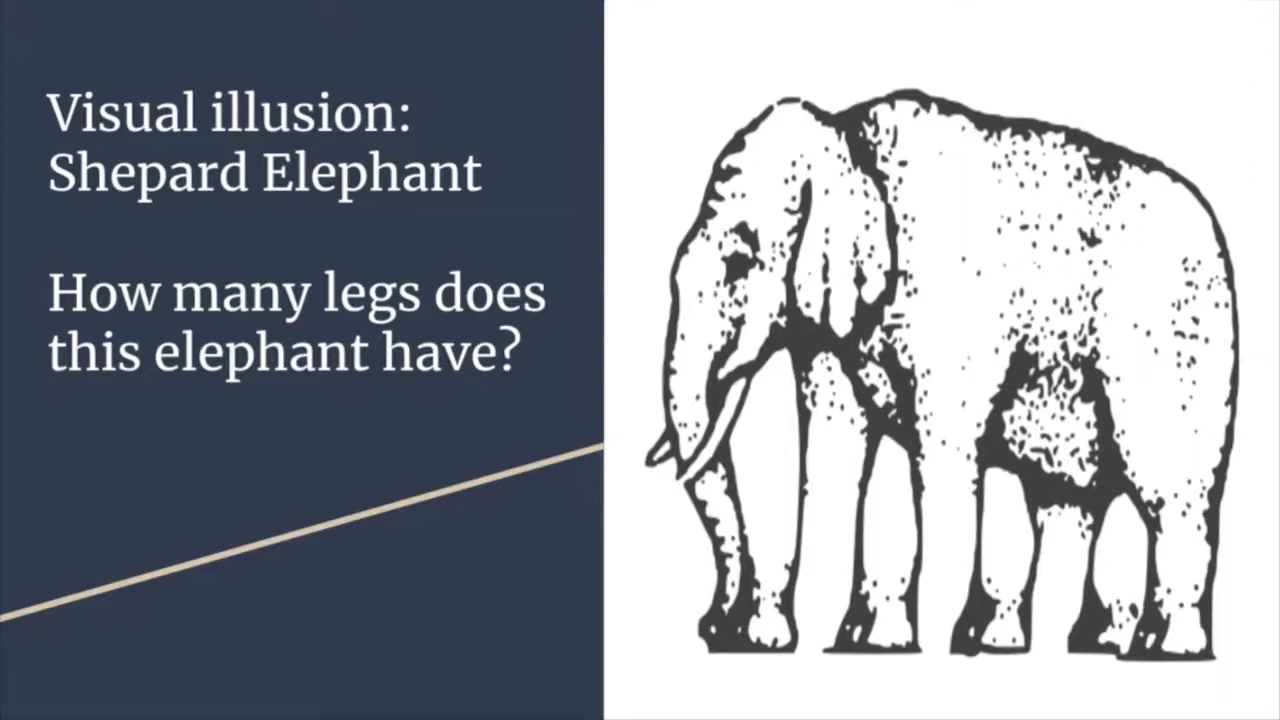 Visual illusion:
Shepard Elephant
How many legs does
this elephant have?